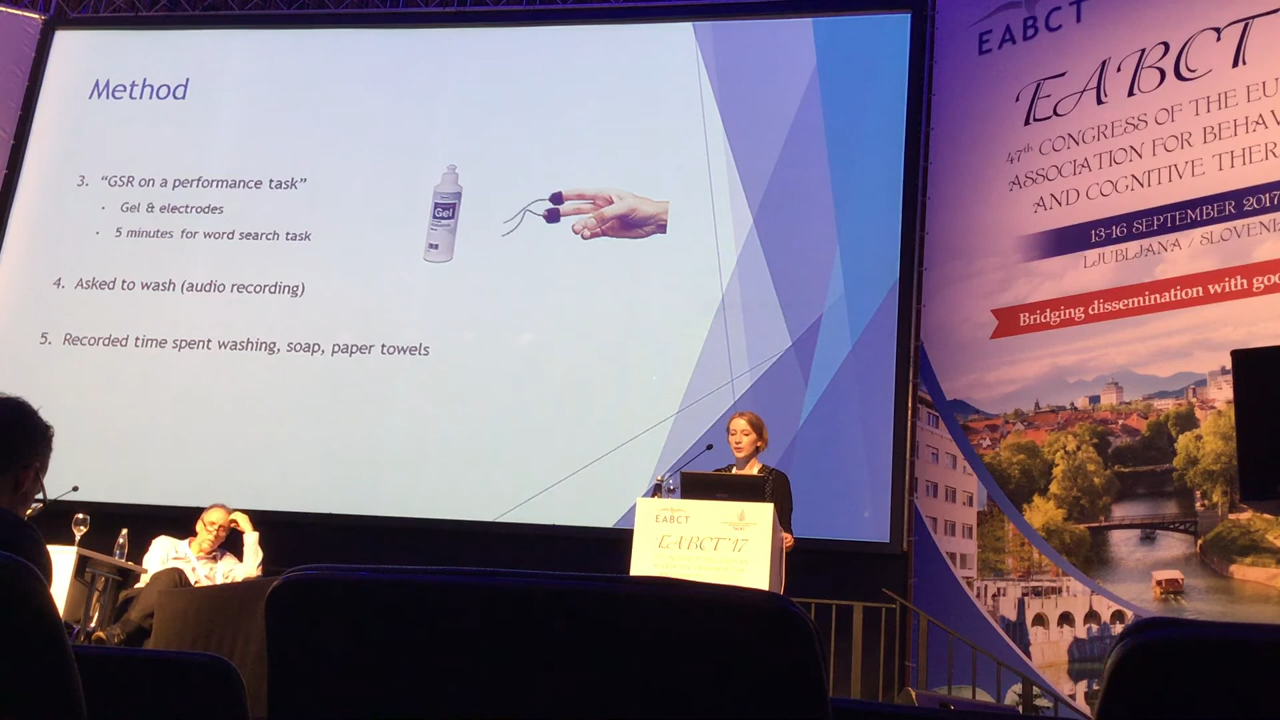 Method
3. “GSR on a performance task”
• Gel & electrodes
• 5 minutes for word search task
4. Asked to wash (audio recording)
5. Recorded time spent washing, soap, paper towels
Gel
EABCT
EABCT'17
EABCT
EABCT
47th CONGRESS OF THE EU
ASSOCIATION FOR BEHAV
AND COGNITIVE THER
13-16 SEPTEMBER 2017
LJUBLJANA / SLOVENI
Bridging dissemination with goo